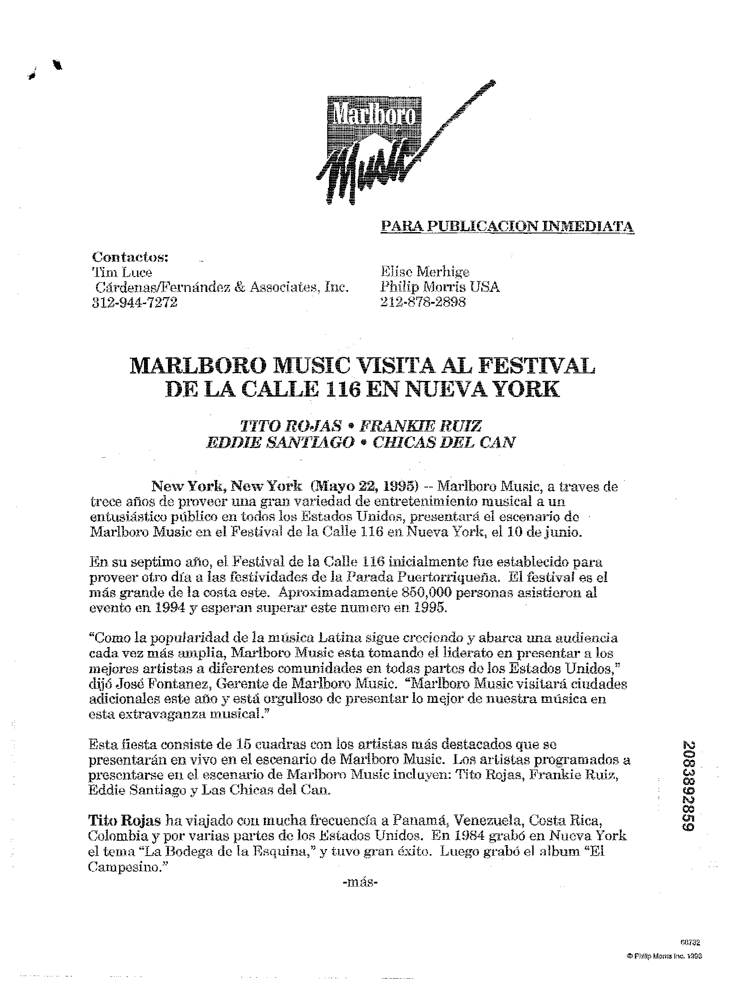 Marlboro
Music
PARA PUBLICACION INMEDIATA
Contactos:
Tim Luce
Cárdenas/Fernández & Associates, Inc.
312-944-7272
Elise Merhige
Philip Morris USA
212-878-2898
MARLBORO MUSIC VISITA AL FESTIVAL
DE LA CALLE 116 EN NUEVA YORK
TITO ROJAS • FRANKIE RUIZ
EDDIE SANTIAGO • CHICAS DEL CAN
New York, New York (Mayo 22, 1995) -- Marlboro Music, a traves de
trece años de proveer una gran variedad de entretenimiento musical a un
entusiástico público en todos los Estados Unidos, presentará el escenario de
Marlboro Music en el Festival de la Calle 116 en Nueva York, el 10 de junio.
En su septimo año, el Festival de la Calle 116 inicialmente fue establecido para
proveer otro día a las festividades de la Parada Puertorriqueña. El festival es el
más grande de la costa este. Aproximadamente 850,000 personas asistieron al
evento en 1994 y esperan superar este numero en 1995.
“Como la popularidad de la música Latina sigue creciendo y abarca una audiencia
cada vez más amplia, Marlboro Music esta tomando el liderato en presentar a los
mejores artistas a diferentes comunidades en todas partes de los Estados Unidos,”
dijó José Fontanez, Gerente de Marlboro Music. “Marlboro Music visitará ciudades
adicionales este año y está orgulloso de presentar lo mejor de nuestra música en
esta extravaganza musical.”
Esta fiesta consiste de 15 cuadras con los artistas más destacados que se
presentarán en vivo en el escenario de Marlboro Music. Los artistas programados a
presentarse en el escenario de Marlboro Music incluyen: Tito Rojas, Frankie Ruiz,
Eddie Santiago y Las Chicas del Can.
Tito Rojas ha viajado con mucha frecuencía a Panamá, Venezuela, Costa Rica,
Colombia y por varias partes de los Estados Unidos. En 1984 grabó en Nueva York
el tema “La Bodega de la Esquina,” y tuvo gran éxito. Luego grabó el album “El
Campesino.”
-más-
2083892859
60732
© Philip Morris Inc. 1993